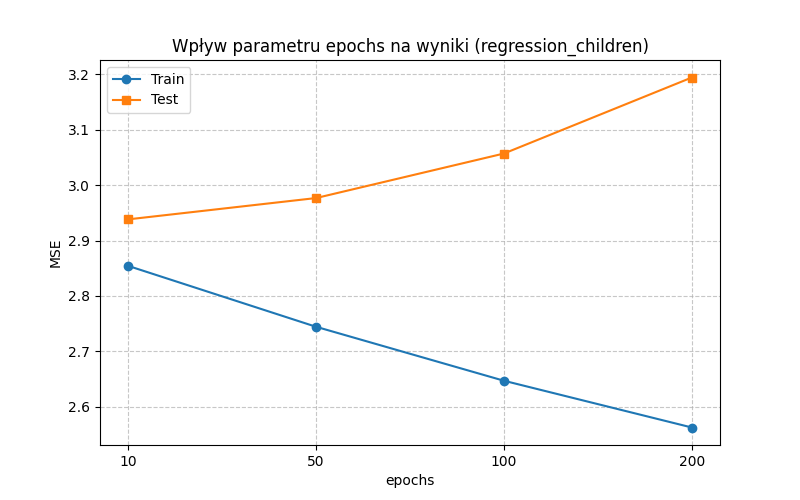 Wpływ parametru epochs na wyniki (regression_children)
Train
Test
3.2
3.1
3.0
2.9
2.8
2.7
2.6
MSE
10 50 100 200
epochs